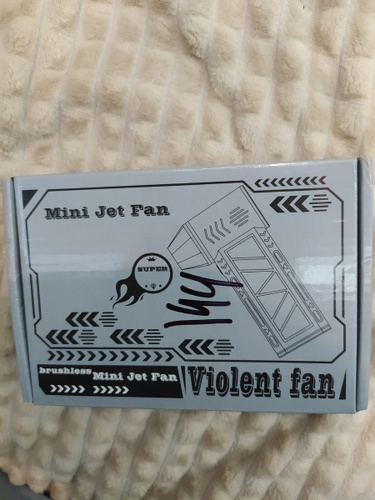 Mini Jet Fan
SUPER
144
brushless Mini Jet Fan
Violent fan